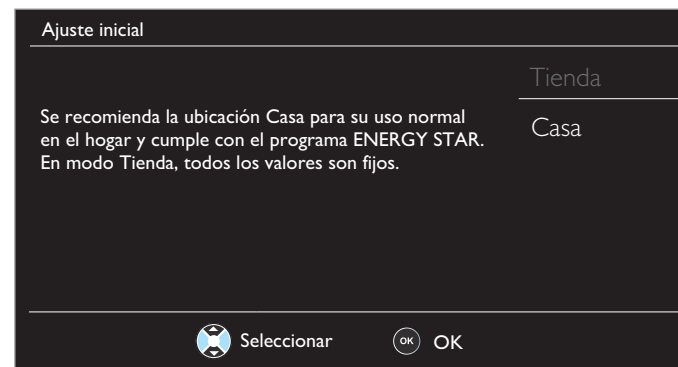 Ajuste inicial
Tienda
Se recomienda la ubicación Casa para su uso normal
en el hogar y cumple con el programa ENERGY STAR.
En modo Tienda, todos los valores son fijos.
Casa
Seleccionar
OK OK